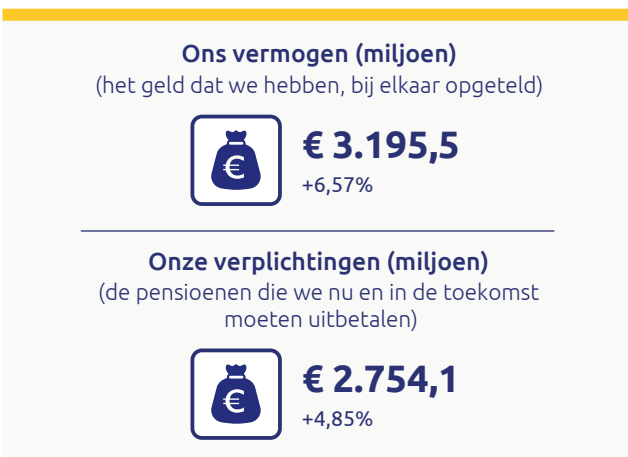 Ons vermogen (miljoen)
(het geld dat we hebben, bij elkaar opgeteld)
€
€ 3.195,5
+6,57%
Onze verplichtingen (miljoen)
(de pensioenen die we nu en in de toekomst
moeten uitbetalen)
€
€ 2.754,1
+4,85%